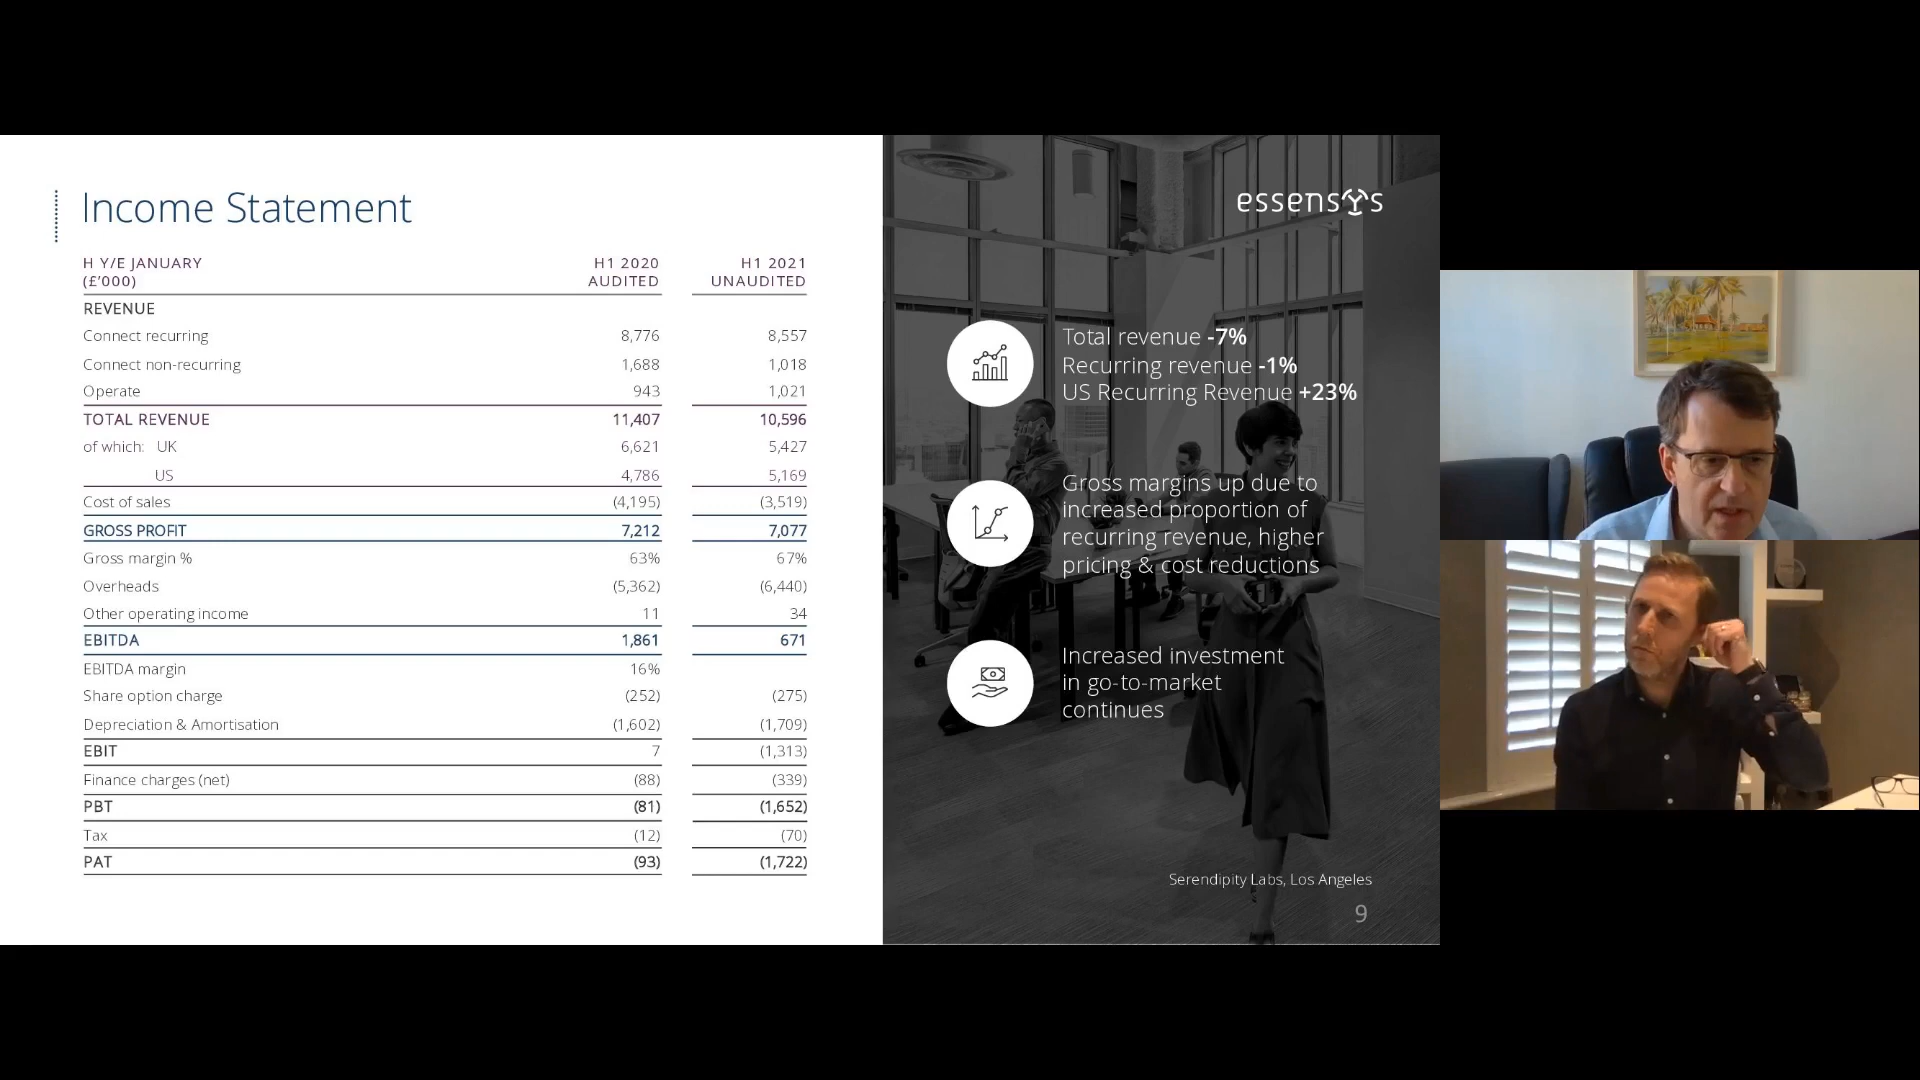 Income Statement
H Y/E JANUARY H1 2020 H1 2021
(£'000) AUDITED UNAUDITED
REVENUE
Connect recurring 8,776 8,557
Connect non-recurring 1,688 1,018
Operate 943 1,021
TOTAL REVENUE 11,407 10,596
of which: UK 6,621 5,427
US 4,786 5,169
Cost of sales (4,195) (3,519)
GROSS PROFIT 7,212 7,077
Gross margin % 63% 67%
Overheads (5,362) (6,440)
Other operating income 11 34
EBITDA 1,861 671
EBITDA margin 16%
Share option charge (252) (275)
Depreciation & Amortisation (1,602) (1,709)
EBIT 7 (1,313)
Finance charges (net) (88) (339)
PBT (81) (1,652)
Tax (12) (70)
PAT (93) (1,722)
essensys
Total revenue -7%
Recurring revenue -1%
US Recurring Revenue +23%
Gross margins up due to
increased proportion of
recurring revenue, higher
pricing & cost reductions
Increased investment
in go-to-market
continues
Serendipity Labs, Los Angeles
9